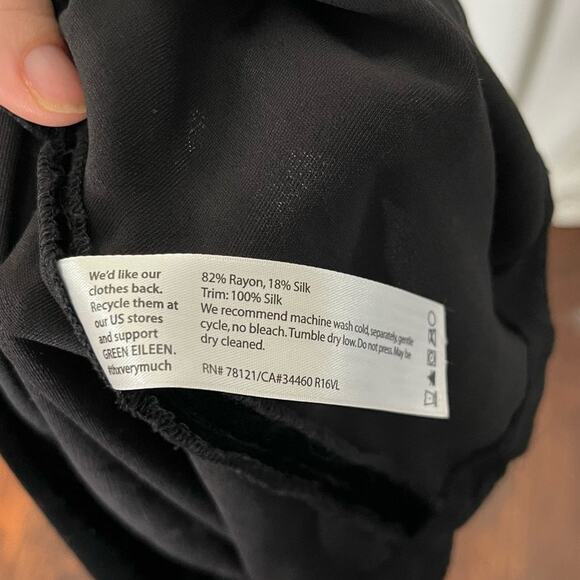 We'd like our
clothes back.
Recycle them at
our US stores
and support
GREEN EILEEN.
#thxverymuch
82% Rayon, 18% Silk
Trim: 100% Silk
We recommend machine wash cold, separately, gentle
cycle, no bleach. Tumble dry low. Do not press. May be
dry cleaned.
RN# 78121/CA#34460 R16VL